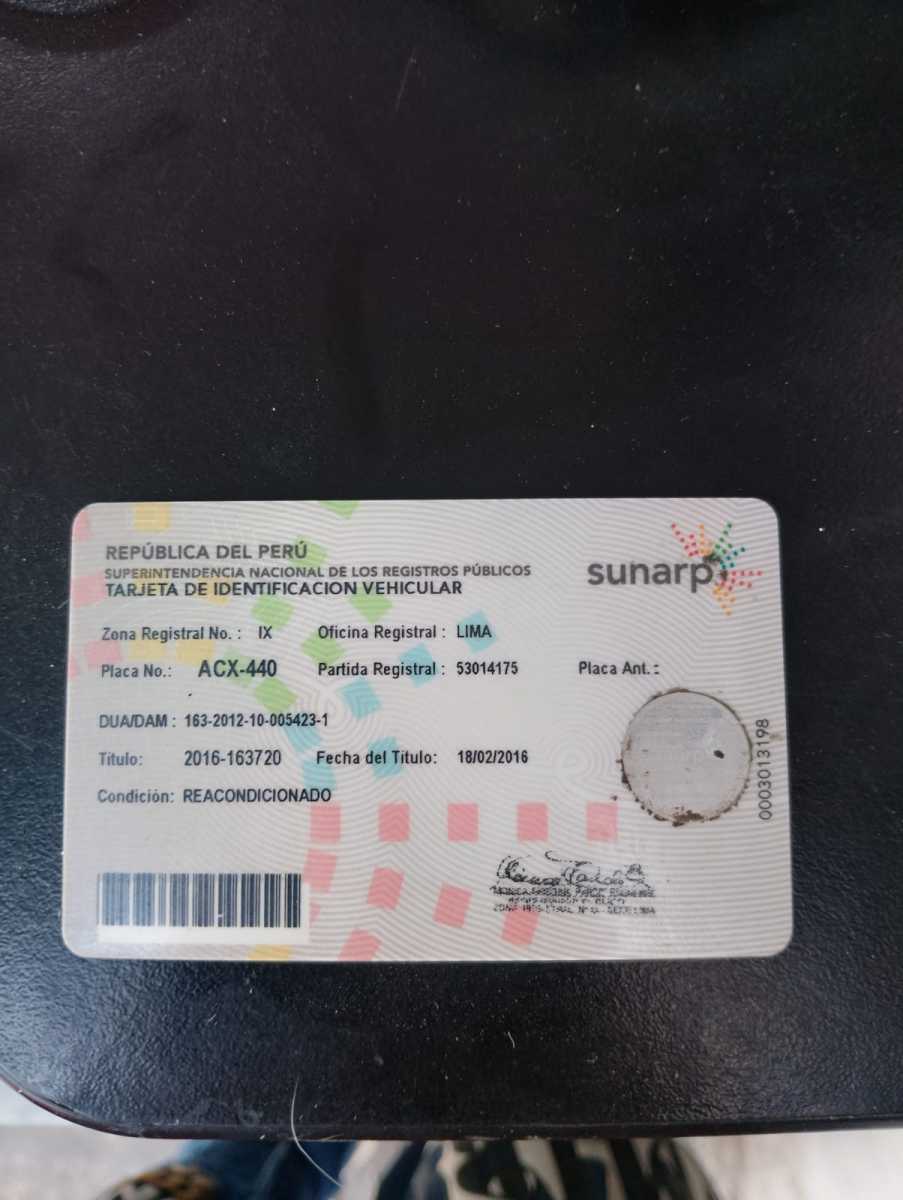 REPÚBLICA DEL PERÚ
SUPERINTENDENCIA NACIONAL DE LOS REGISTROS PÚBLICOS
TARJETA DE IDENTIFICACION VEHICULAR
sunarp
Zona Registral No. : IX Oficina Registral : LIMA
Placa No.: ACX-440 Partida Registral : 53014175 Placa Ant. :
DUA/DAM : 163-2012-10-005423-1
Título: 2016-163720 Fecha del Título: 18/02/2016
Condición: REACONDICIONADO
0003013198